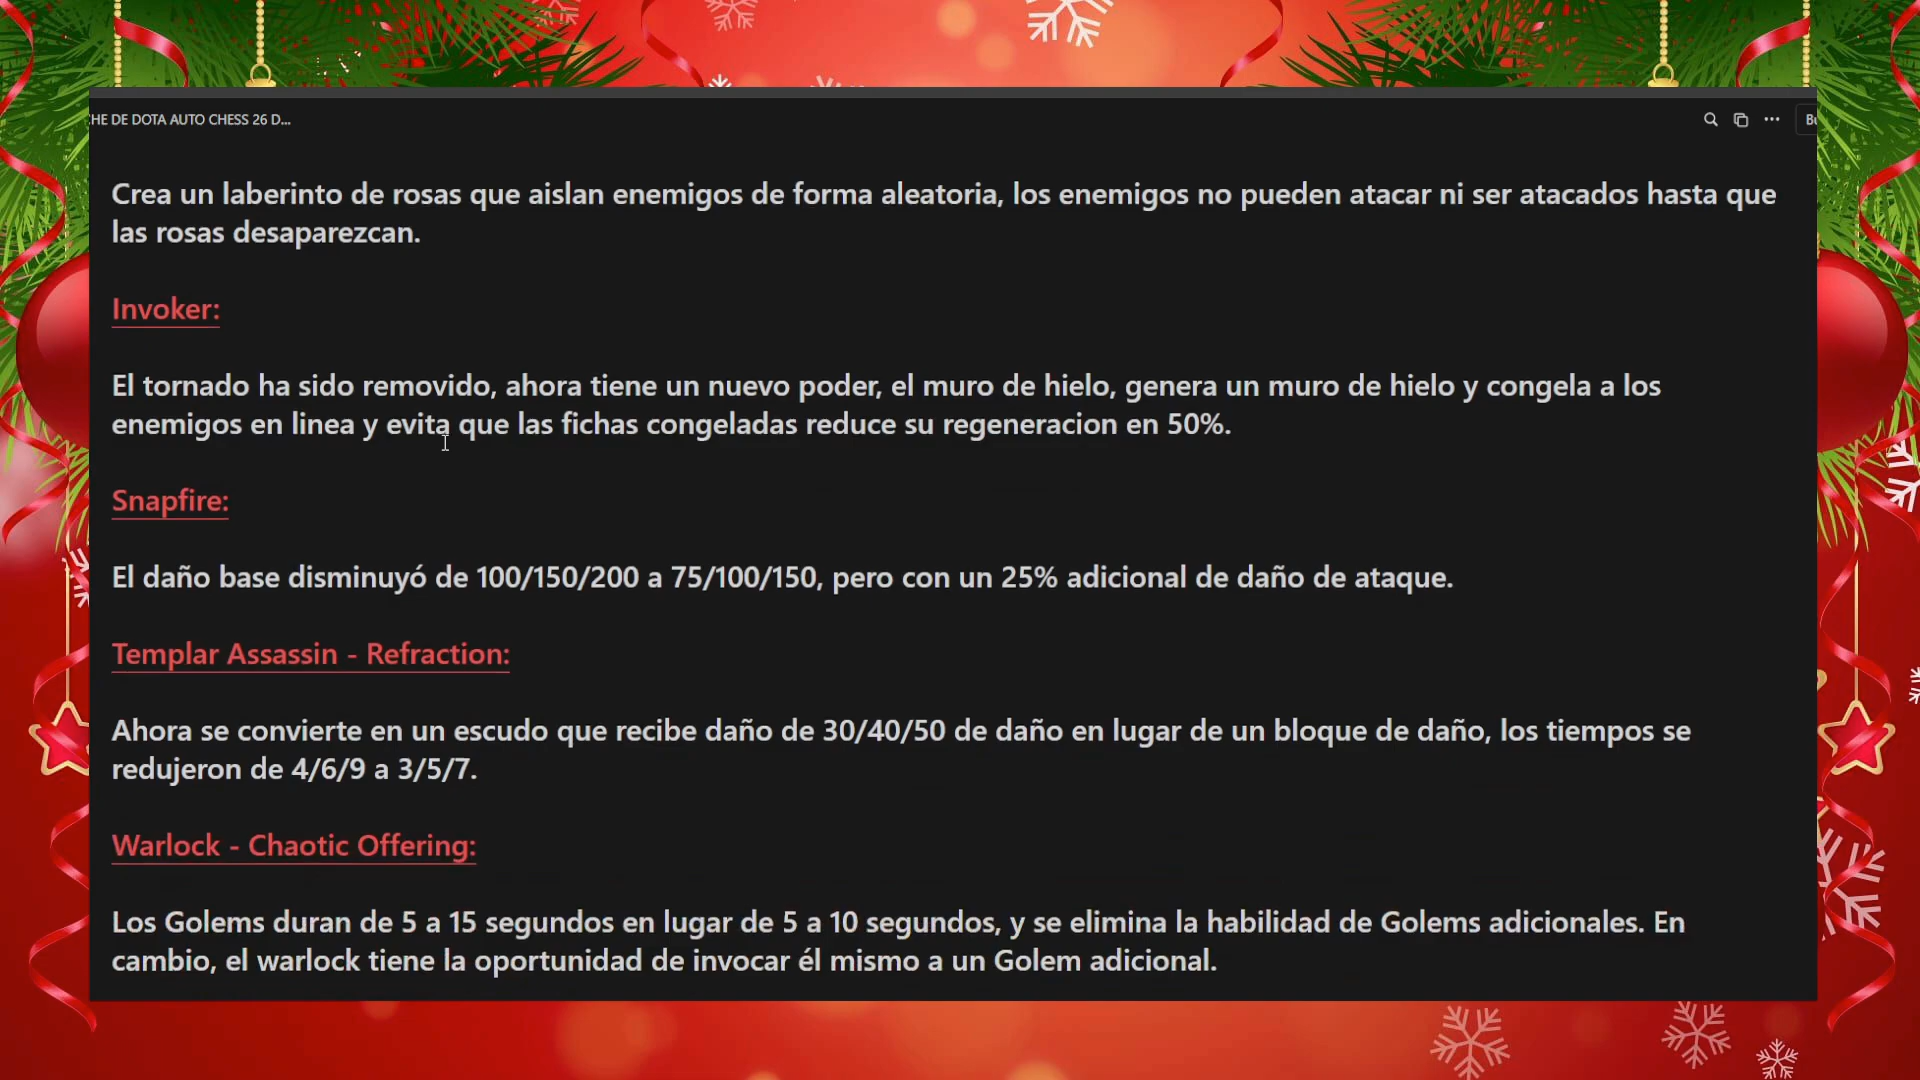 HE DE DOTA AUTO CHESS 26 D...
Crea un laberinto de rosas que aislan enemigos de forma aleatoria, los enemigos no pueden atacar ni ser atacados hasta que
las rosas desaparezcan.
Invoker:
El tornado ha sido removido, ahora tiene un nuevo poder, el muro de hielo, genera un muro de hielo y congela a los
enemigos en linea y evita que las fichas congeladas reduce su regeneracion en 50%.
Snapfire:
El daño base disminuyó de 100/150/200 a 75/100/150, pero con un 25% adicional de daño de ataque.
Templar Assassin - Refraction:
Ahora se convierte en un escudo que recibe daño de 30/40/50 de daño en lugar de un bloque de daño, los tiempos se
redujeron de 4/6/9 a 3/5/7.
Warlock - Chaotic Offering:
Los Golems duran de 5 a 15 segundos en lugar de 5 a 10 segundos, y se elimina la habilidad de Golems adicionales. En
cambio, el warlock tiene la oportunidad de invocar él mismo a un Golem adicional.